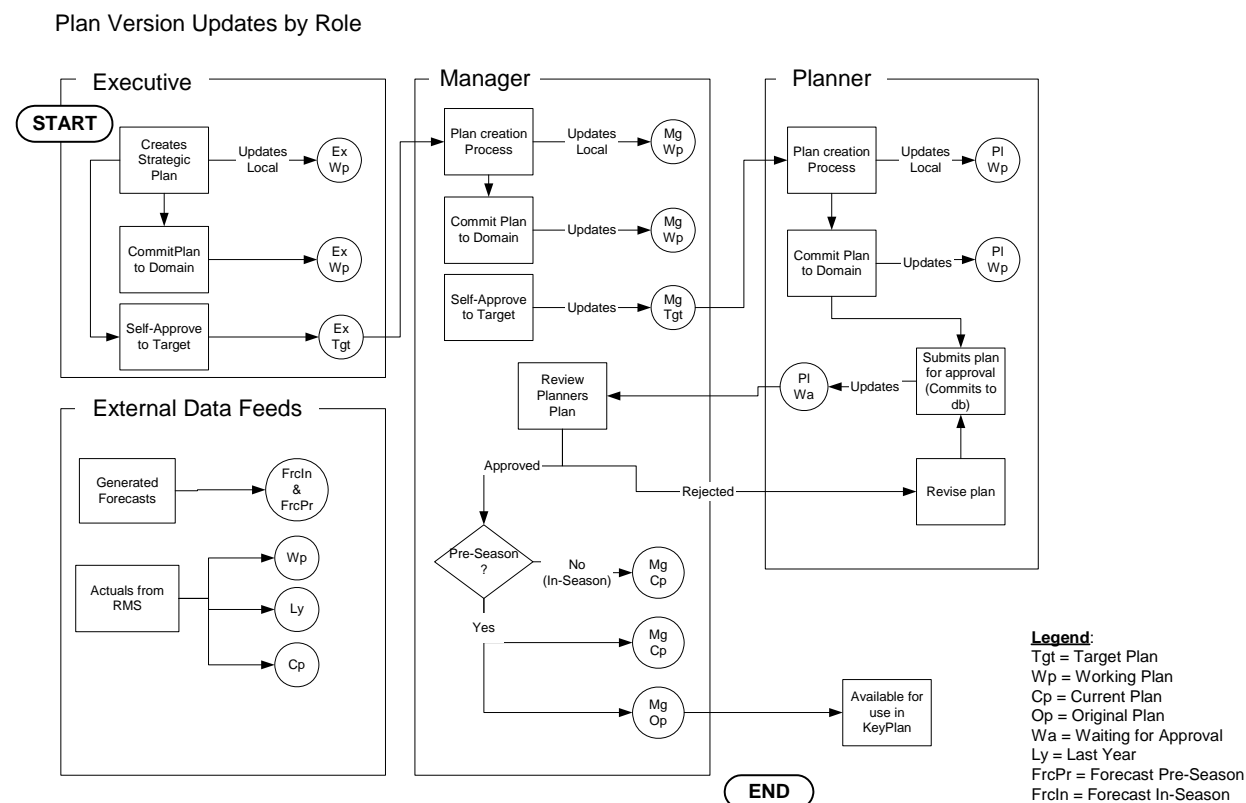 Plan Version Updates by Role
Executive
START
Creates
Strategic
Plan
Updates
Local
Ex
Wp
CommitPlan
to Domain
Ex
Wp
Self-Approve
to Target
Ex
Tgt
Manager
Plan creation
Process
Updates
Local
Mg
Wp
Commit Plan
to Domain
Updates
Mg
Wp
Self-Approve
to Target
Updates
Mg
Tgt
Review
Planners
Plan
Approved
Rejected
Pre-Season
?
No
(In-Season)
Mg
Cp
Yes
Mg
Cp
Mg
Op
Planner
Plan creation
Process
Updates
Local
Pl
Wp
Commit Plan
to Domain
Updates
Pl
Wp
Submits plan
for approval
(Commits to
db)
Updates
Pl
Wa
Revise plan
External Data Feeds
Generated
Forecasts
FrcIn
&
FrcPr
Actuals from
RMS
Wp
Ly
Cp
Available for
use in
KeyPlan
END
Legend:
Tgt = Target Plan
Wp = Working Plan
Cp = Current Plan
Op = Original Plan
Wa = Waiting for Approval
Ly = Last Year
FrcPr = Forecast Pre-Season
FrcIn = Forecast In-Season